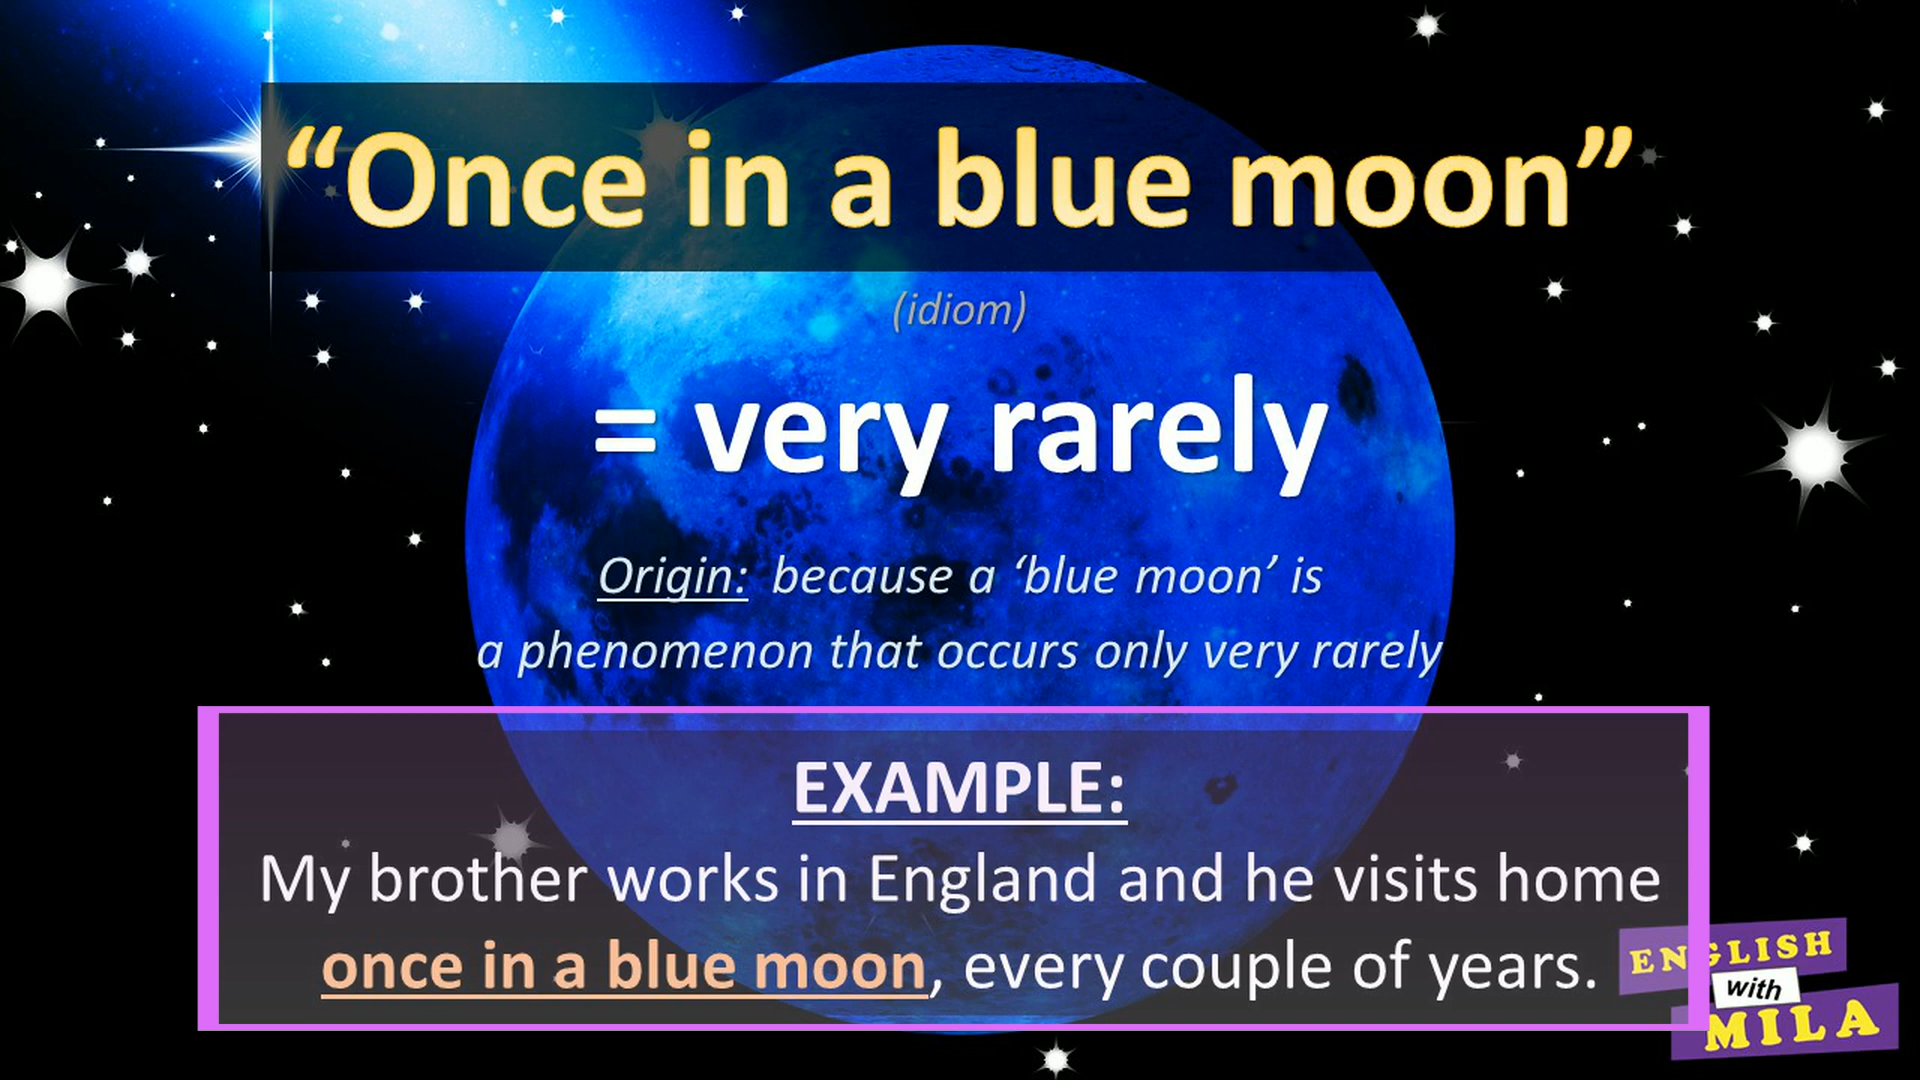 “Once in a blue moon”
(idiom)
= very rarely
Origin: because a ‘blue moon’ is
a phenomenon that occurs only very rarely
EXAMPLE:
My brother works in England and he visits home
once in a blue moon, every couple of years.
ENGLISH
with
MILA